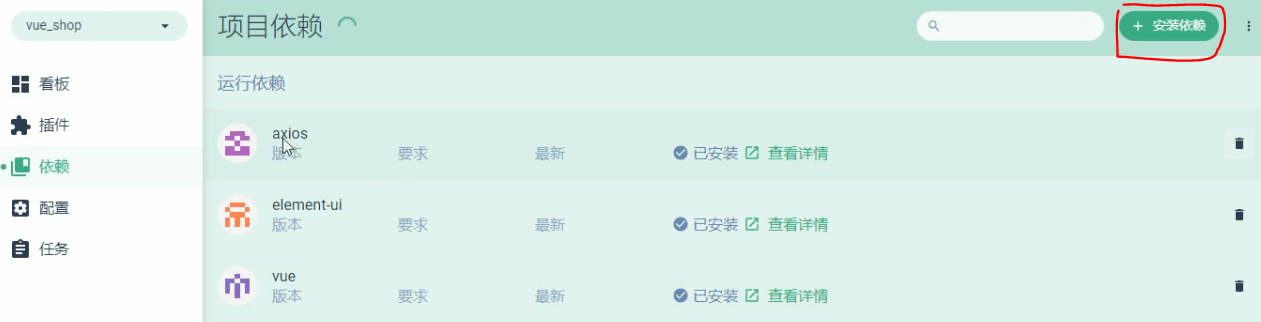 vue_shop
项目依赖
+ 安装依赖
看板
插件
依赖
配置
任务
运行依赖
axios
版本 要求 最新 已安装 查看详情
element-ui
版本 要求 最新 已安装 查看详情
vue
版本 要求 最新 已安装 查看详情